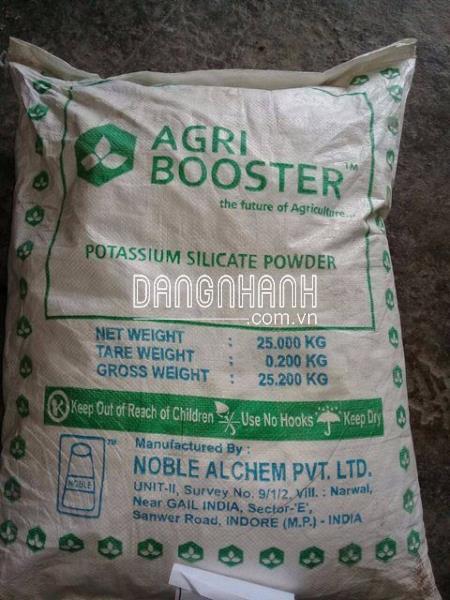 AGRI
BOOSTER™
the future of Agriculture...
POTASSIUM SILICATE POWDER
DANGNHANH
.com.vn
NET WEIGHT : 25.000 KG
TARE WEIGHT : 0.200 KG
GROSS WEIGHT : 25.200 KG
K Keep Out of Reach of Children Use No Hooks Keep Dry
Manufactured By :
NOBLE ALCHEM PVT. LTD.
NOBLE TM
UNIT-II, Survey No. 9/1/2, Vill. : Narwal,
Near GAIL INDIA, Sector-'E',
Sanwer Road, INDORE (M.P.) - INDIA